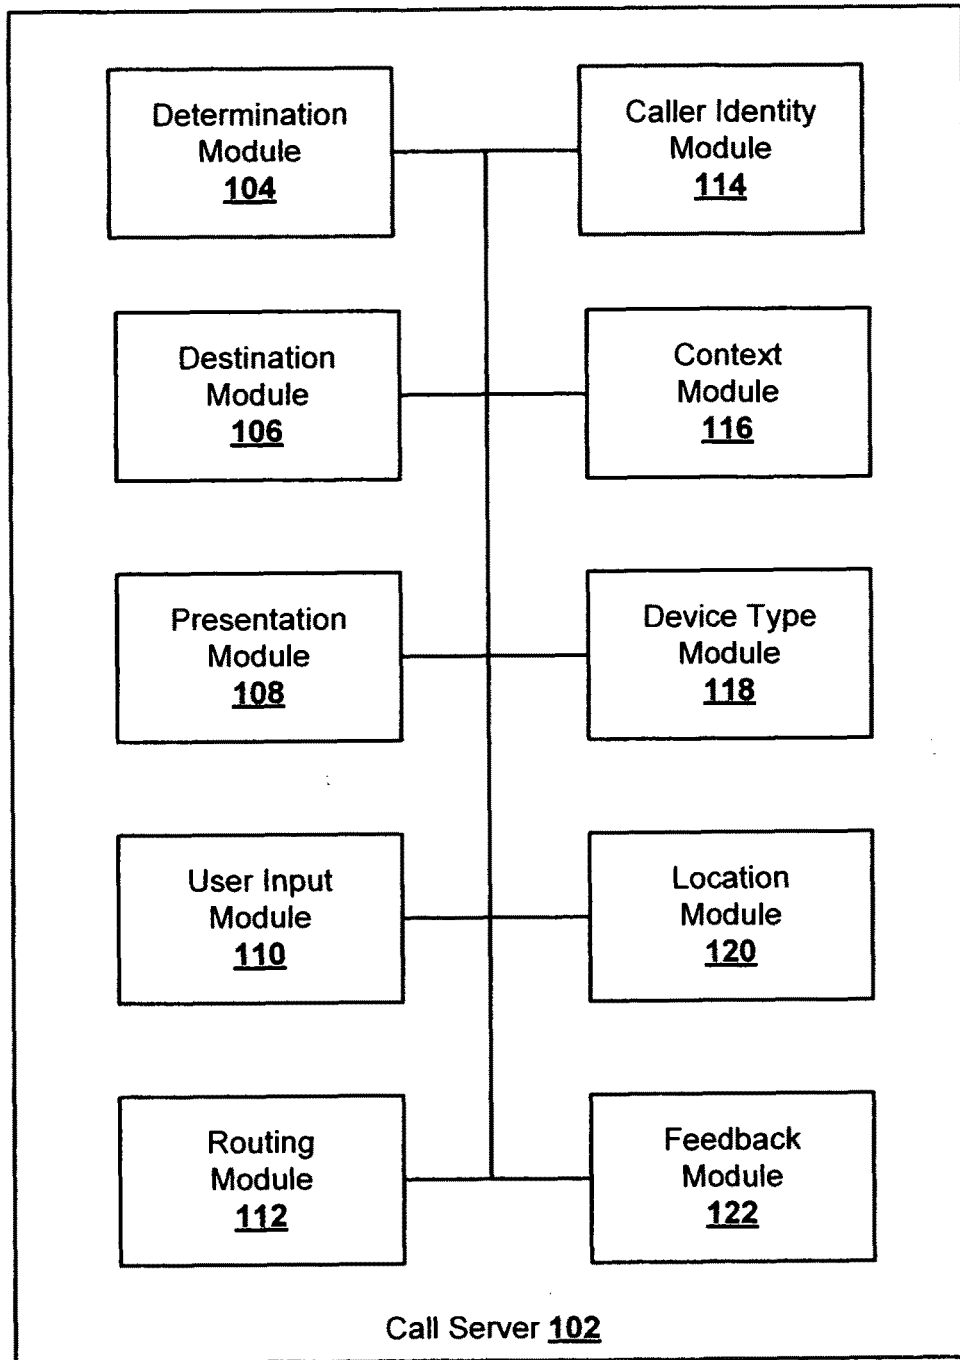 Determination
Module
104
Caller Identity
Module
114
Destination
Module
106
Context
Module
116
Presentation
Module
108
Device Type
Module
118
User Input
Module
110
Location
Module
120
Routing
Module
112
Feedback
Module
122
Call Server 102